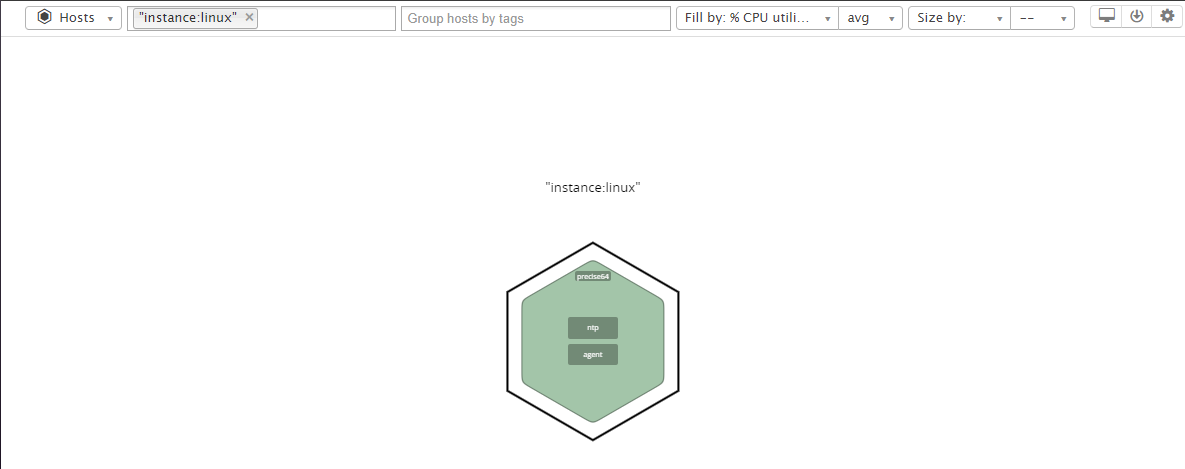 Hosts "instance:linux" × Group hosts by tags Fill by: % CPU utili... avg Size by: --
"instance:linux"
precise64
ntp
agent